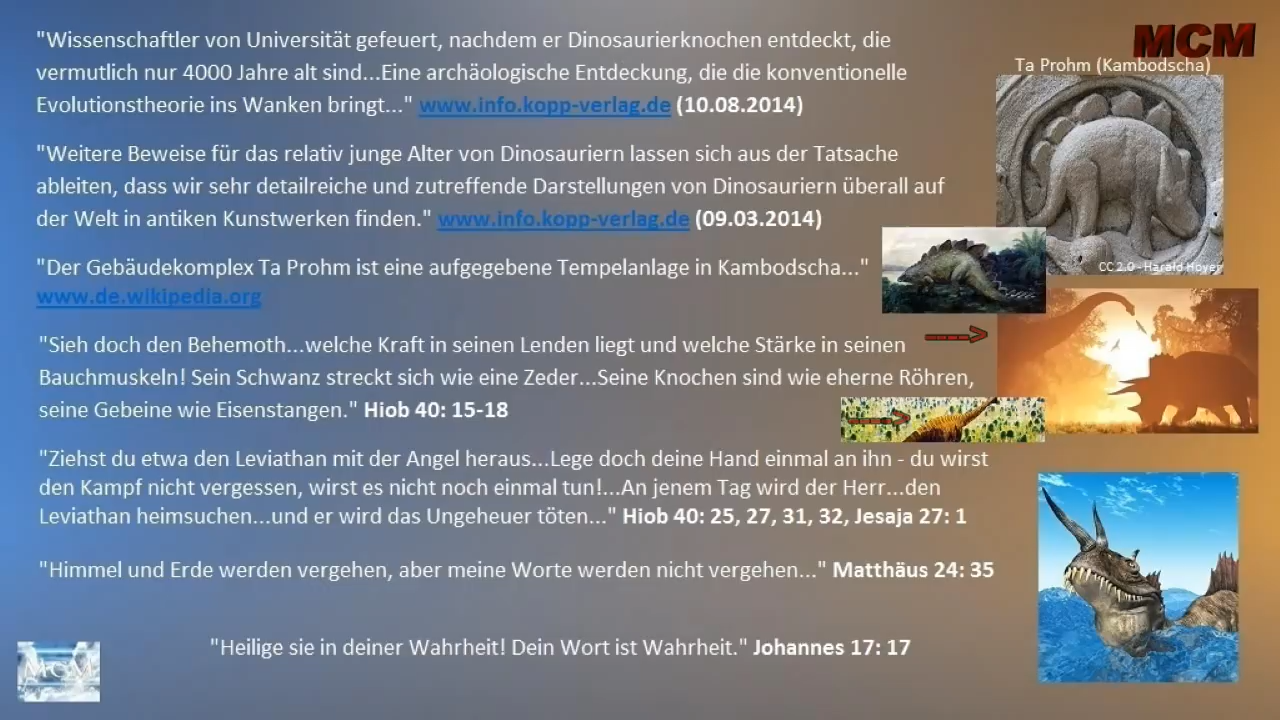 MCM
Ta Prohm (Kambodscha)
"Wissenschaftler von Universität gefeuert, nachdem er Dinosaurierknochen entdeckt, die
vermutlich nur 4000 Jahre alt sind...Eine archäologische Entdeckung, die die konventionelle
Evolutionstheorie ins Wanken bringt..." www.info.kopp-verlag.de (10.08.2014)
"Weitere Beweise für das relativ junge Alter von Dinosauriern lassen sich aus der Tatsache
ableiten, dass wir sehr detailreiche und zutreffende Darstellungen von Dinosauriern überall auf
der Welt in antiken Kunstwerken finden." www.info.kopp-verlag.de (09.03.2014)
CC 2.0 - Harald Hoyer
"Der Gebäudekomplex Ta Prohm ist eine aufgegebene Tempelanlage in Kambodscha..."
www.de.wikipedia.org
"Sieh doch den Behemoth...welche Kraft in seinen Lenden liegt und welche Stärke in seinen
Bauchmuskeln! Sein Schwanz streckt sich wie eine Zeder...Seine Knochen sind wie eherne Röhren,
seine Gebeine wie Eisenstangen." Hiob 40: 15-18
"Ziehst du etwa den Leviathan mit der Angel heraus...Lege doch deine Hand einmal an ihn - du wirst
den Kampf nicht vergessen, wirst es nicht noch einmal tun!...An jenem Tag wird der Herr...den
Leviathan heimsuchen...und er wird das Ungeheuer töten..." Hiob 40: 25, 27, 31, 32, Jesaja 27: 1
"Himmel und Erde werden vergehen, aber meine Worte werden nicht vergehen..." Matthäus 24: 35
"Heilige sie in deiner Wahrheit! Dein Wort ist Wahrheit." Johannes 17: 17
MCM